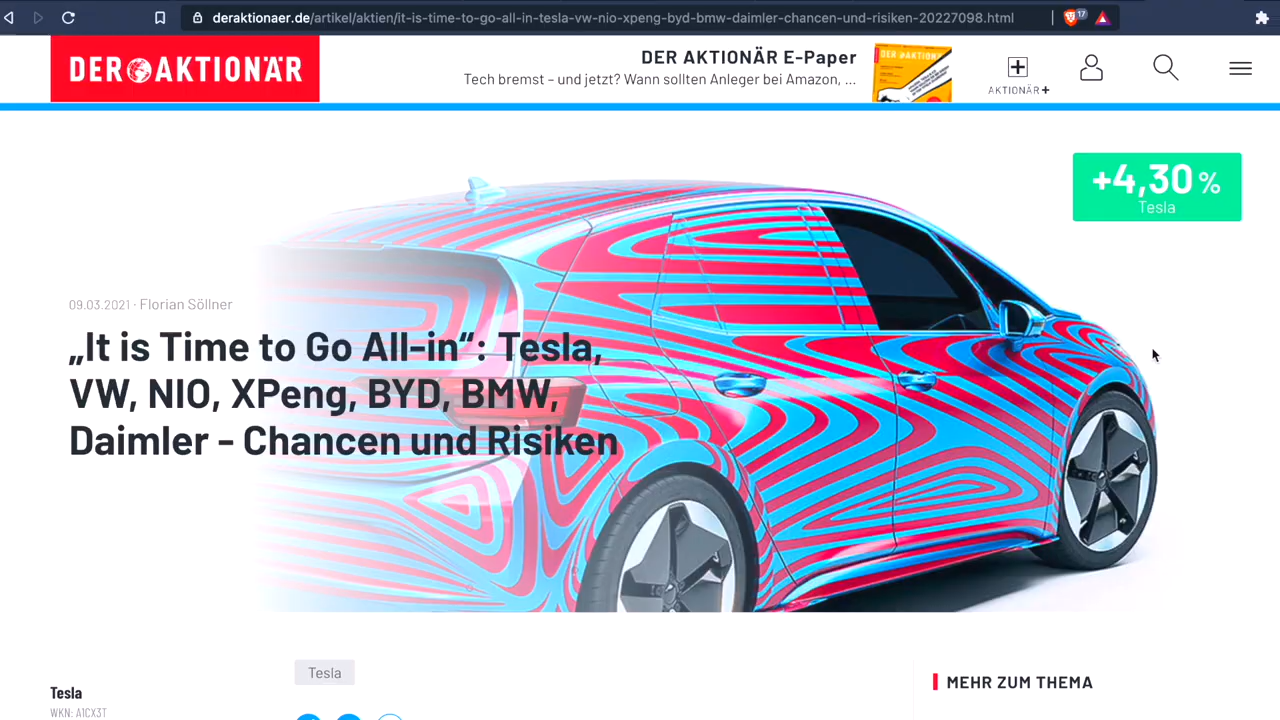 deraktionaer.de/artikel/aktien/it-is-time-to-go-all-in-tesla-vw-nio-xpeng-byd-bmw-daimler-chancen-und-risiken-20227098.html
17
DER AKTIONÄR
DER AKTIONÄR E-Paper
Tech bremst – und jetzt? Wann sollten Anleger bei Amazon, ...
DER AKTIONÄR
AKTIONÄR+
+4,30 %
Tesla
09.03.2021 · Florian Söllner
„It is Time to Go All-in“: Tesla,
VW, NIO, XPeng, BYD, BMW,
Daimler – Chancen und Risiken
Tesla
Tesla
WKN: A1CX3T
MEHR ZUM THEMA